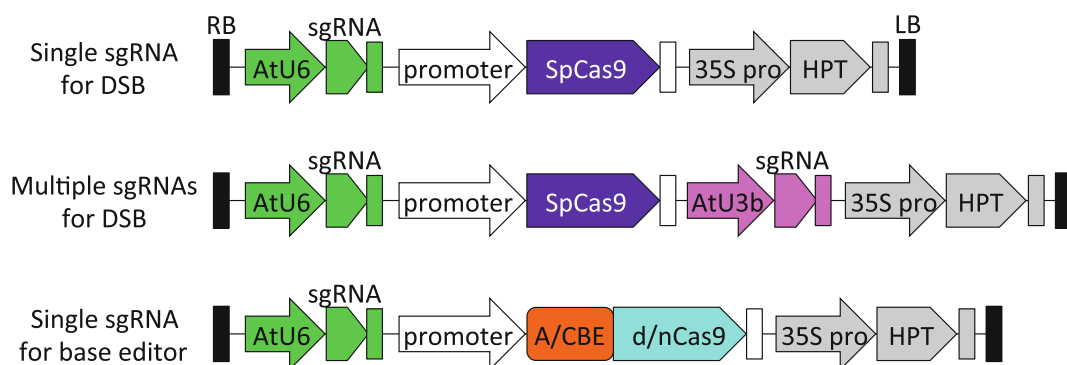 RB
sgRNA
LB
Single sgRNA
for DSB
AtU6
promoter
SpCas9
35S pro
HPT
sgRNA
sgRNA
Multiple sgRNAs
for DSB
AtU6
promoter
SpCas9
AtU3b
35S pro
HPT
sgRNA
Single sgRNA
for base editor
AtU6
promoter
A/CBE
d/nCas9
35S pro
HPT